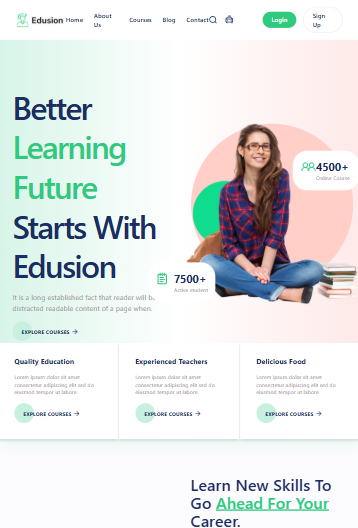 Edusion Home About Us Courses Blog Contact Login Sign Up
Better
Learning
Future
Starts With
Edusion
It is a long established fact that reader will b
distracted readable content of a page when.
EXPLORE COURSES
4500+
Online Course
7500+
Active student
Quality Education
Lorem ipsum dolor sit amet
consectetur adipiscing elit sed do
eiusmod tempor ut labore.
EXPLORE COURSES
Experienced Teachers
Lorem ipsum dolor sit amet
consectetur adipiscing elit sed do
eiusmod tempor ut labore.
EXPLORE COURSES
Delicious Food
Lorem ipsum dolor sit amet
consectetur adipiscing elit sed do
eiusmod tempor ut labore.
EXPLORE COURSES
Learn New Skills To
Go Ahead For Your
Career.